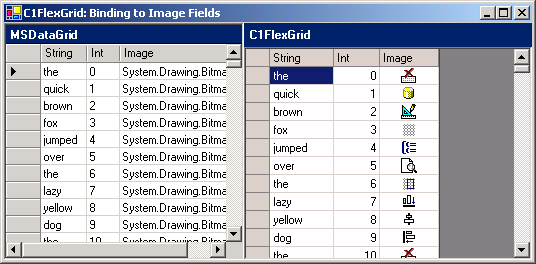 C1FlexGrid: Binding to Image Fields
MSDataGrid
String Int Image
the 0 System.Drawing.Bitma
quick 1 System.Drawing.Bitma
brown 2 System.Drawing.Bitma
fox 3 System.Drawing.Bitma
jumped 4 System.Drawing.Bitma
over 5 System.Drawing.Bitma
the 6 System.Drawing.Bitma
lazy 7 System.Drawing.Bitma
yellow 8 System.Drawing.Bitma
dog 9 System.Drawing.Bitma
the 10 System.Drawing.Bitma
C1FlexGrid
String Int Image
the 0
quick 1
brown 2
fox 3
jumped 4
over 5
the 6
lazy 7
yellow 8
dog 9
the 10